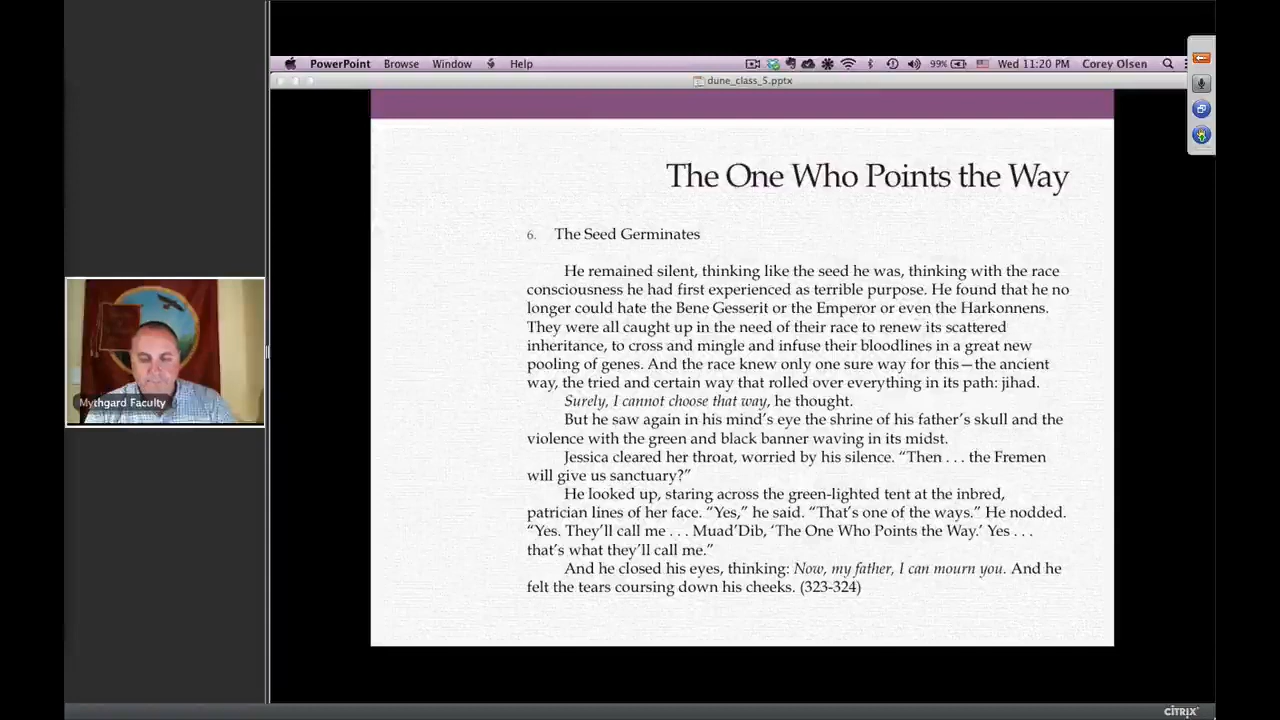 PowerPoint Browse Window Help 99% Wed 11:20 PM Corey Olsen
dune_class_5.pptx
The One Who Points the Way
6. The Seed Germinates
He remained silent, thinking like the seed he was, thinking with the race
consciousness he had first experienced as terrible purpose. He found that he no
longer could hate the Bene Gesserit or the Emperor or even the Harkonnens.
They were all caught up in the need of their race to renew its scattered
inheritance, to cross and mingle and infuse their bloodlines in a great new
pooling of genes. And the race knew only one sure way for this—the ancient
way, the tried and certain way that rolled over everything in its path: jihad.
Surely, I cannot choose that way, he thought.
But he saw again in his mind’s eye the shrine of his father’s skull and the
violence with the green and black banner waving in its midst.
Jessica cleared her throat, worried by his silence. “Then . . . the Fremen
will give us sanctuary?”
He looked up, staring across the green-lighted tent at the inbred,
patrician lines of her face. “Yes,” he said. “That’s one of the ways.” He nodded.
“Yes. They’ll call me . . . Muad’Dib, ‘The One Who Points the Way.’ Yes . . .
that’s what they’ll call me.”
And he closed his eyes, thinking: Now, my father, I can mourn you. And he
felt the tears coursing down his cheeks. (323-324)
Mythgard Faculty
CITRIX